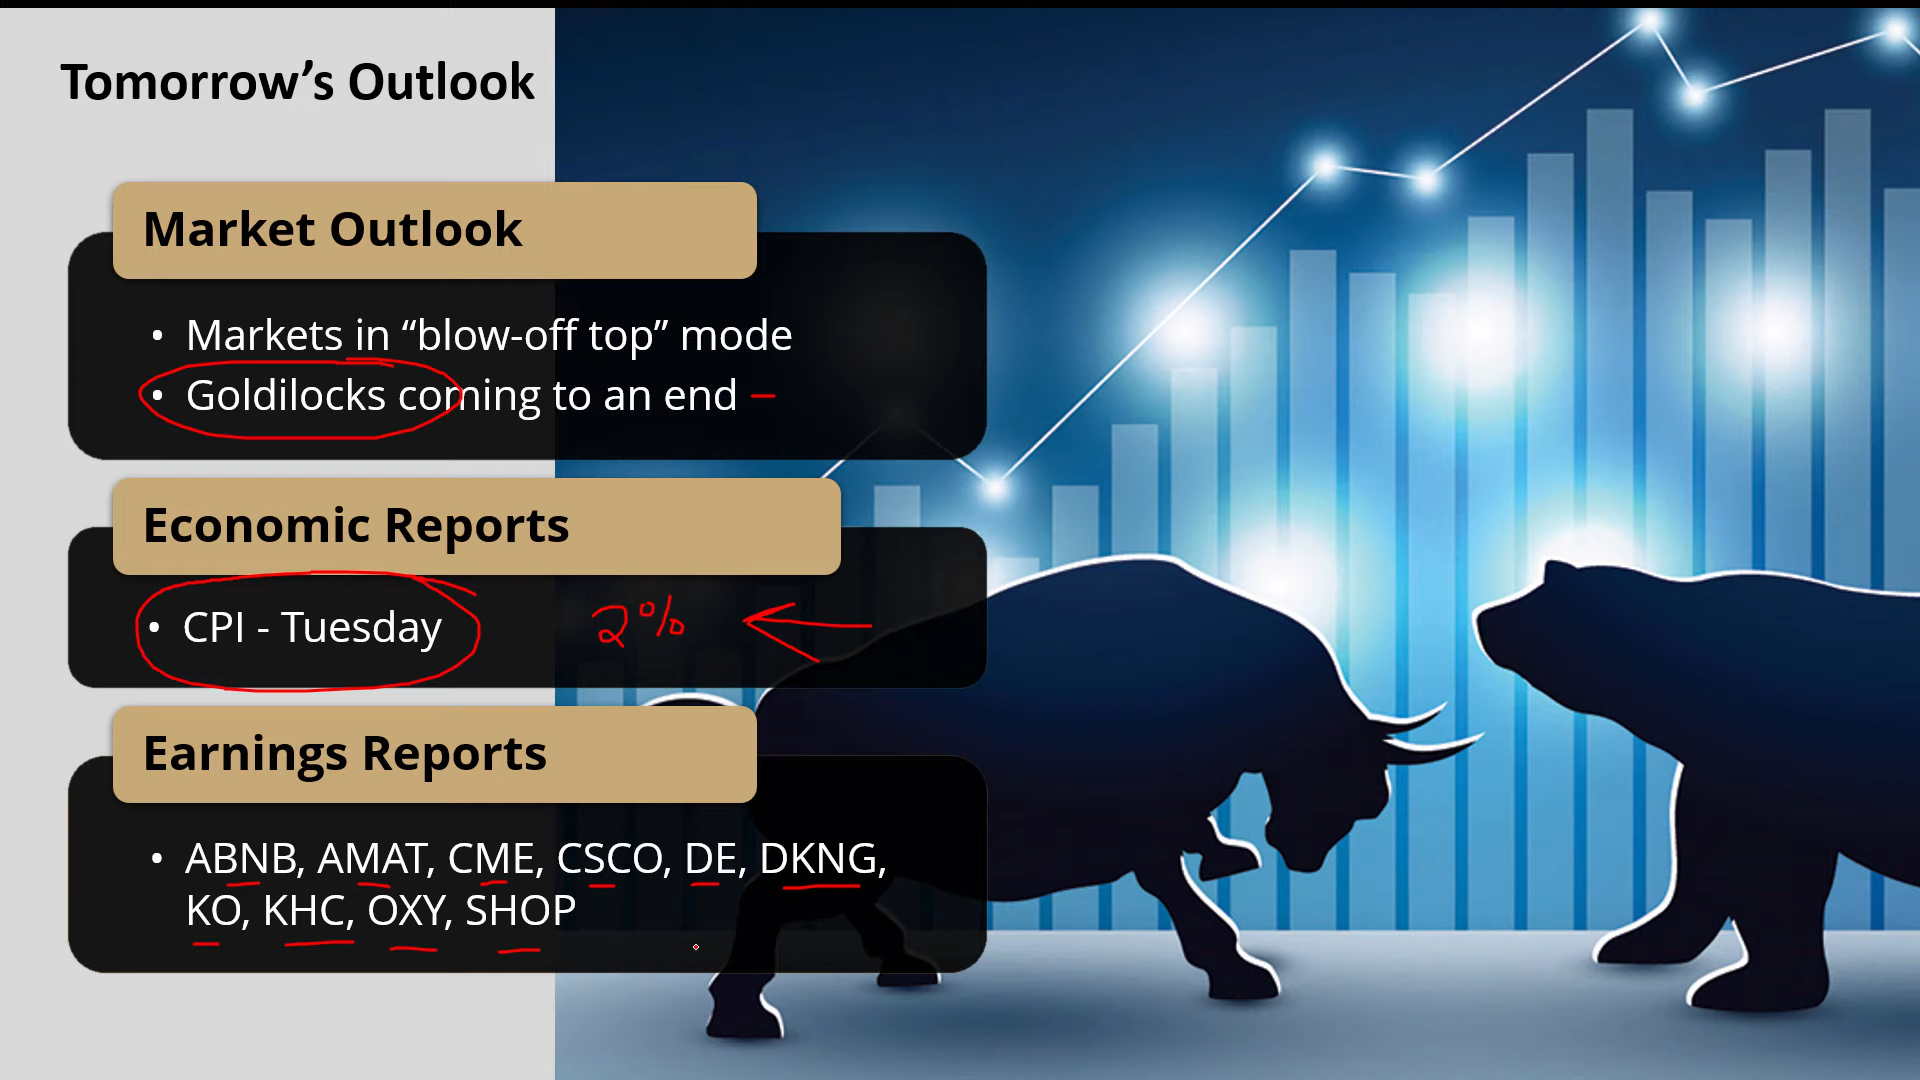 Tomorrow’s Outlook
Market Outlook
• Markets in “blow-off top” mode
• Goldilocks coming to an end
Economic Reports
• CPI - Tuesday 2%
Earnings Reports
• ABNB, AMAT, CME, CSCO, DE, DKNG,
KO, KHC, OXY, SHOP